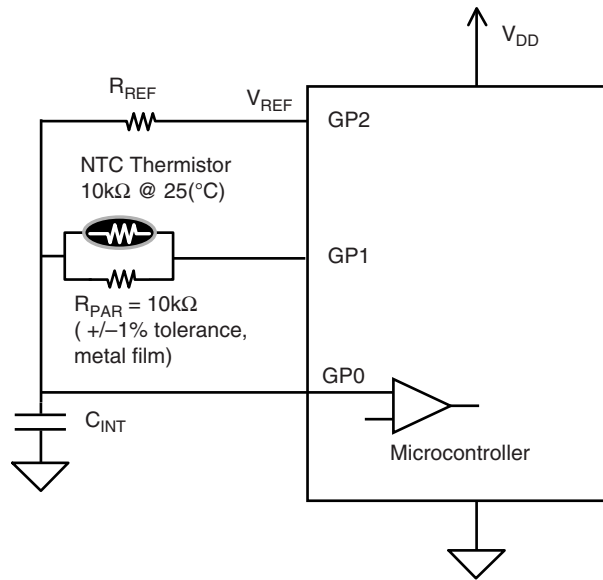 V_DD
R_REF
V_REF
GP2
NTC Thermistor
10kΩ @ 25(°C)
GP1
R_PAR = 10kΩ
( +/–1% tolerance,
metal film)
GP0
C_INT
Microcontroller